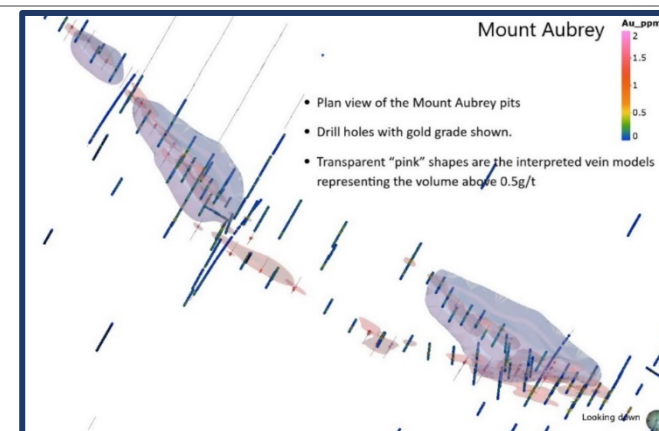 Mount Aubrey
Au_ppm
2
1.5
1
0.5
0
• Plan view of the Mount Aubrey pits
• Drill holes with gold grade shown.
• Transparent “pink” shapes are the interpreted vein models
representing the volume above 0.5g/t
Looking down